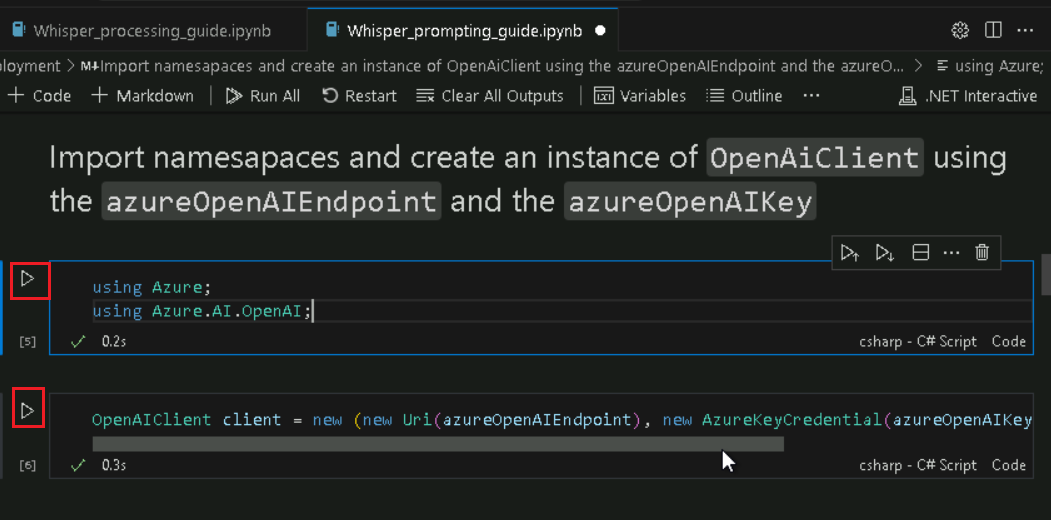 Whisper_processing_guide.ipynb Whisper_prompting_guide.ipynb
ployment > M↓Import namesapaces and create an instance of OpenAiClient using the azureOpenAIEndpoint and the azureO... > using Azure;
+ Code + Markdown | Run All Restart Clear All Outputs | Variables Outline ... .NET Interactive
Import namesapaces and create an instance of OpenAiClient using
the azureOpenAIEndpoint and the azureOpenAIKey
using Azure;
using Azure.AI.OpenAI;
[5] 0.2s csharp - C# Script Code
OpenAIClient client = new (new Uri(azureOpenAIEndpoint), new AzureKeyCredential(azureOpenAIKey
[6] 0.3s csharp - C# Script Code